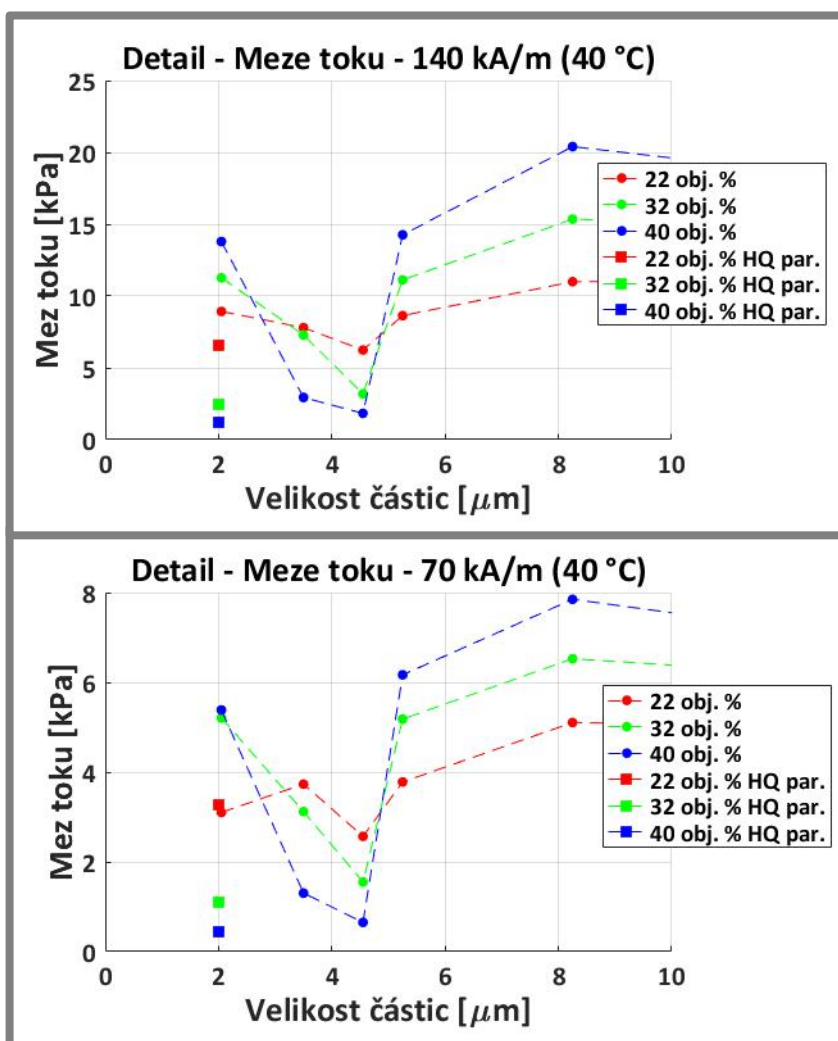 Detail - Meze toku - 140 kA/m (40 °C)
25
20
15
10
5
0
Mez toku [kPa]
0 2 4 6 8 10
Velikost částic [μm]
22 obj. %
32 obj. %
40 obj. %
22 obj. % HQ par.
32 obj. % HQ par.
40 obj. % HQ par.
Detail - Meze toku - 70 kA/m (40 °C)
8
6
4
2
0
Mez toku [kPa]
0 2 4 6 8 10
Velikost částic [μm]
22 obj. %
32 obj. %
40 obj. %
22 obj. % HQ par.
32 obj. % HQ par.
40 obj. % HQ par.